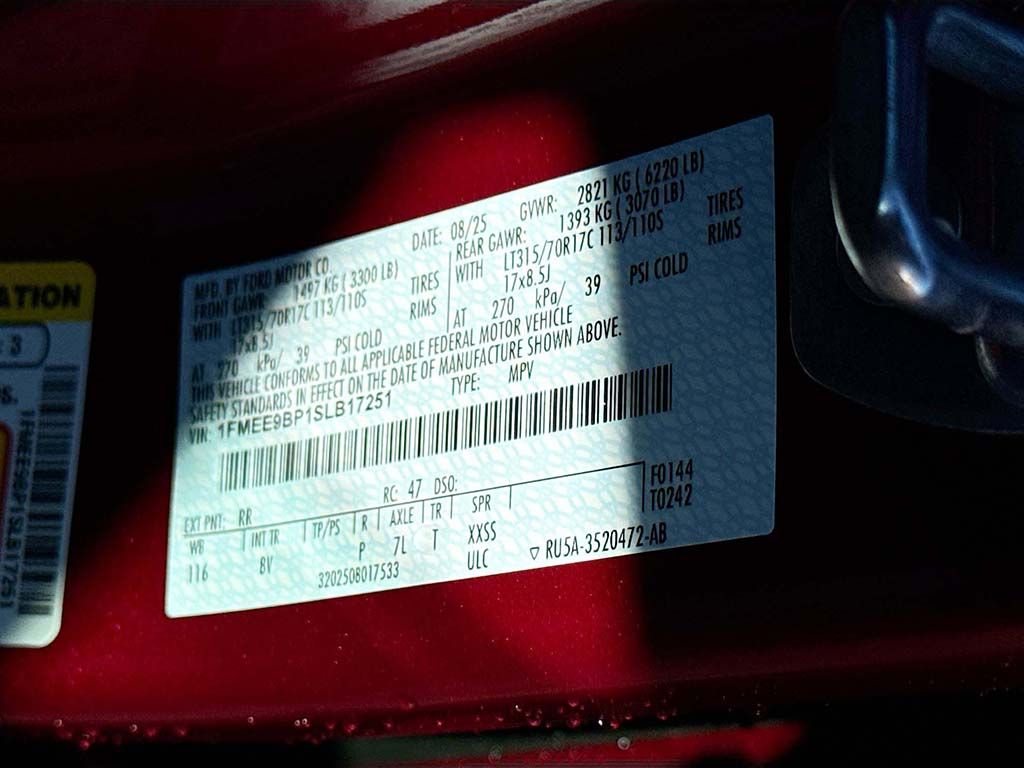 ATION
: 3
S.
1FMEE9BP1SLB17251
MFD. BY FORD MOTOR CO.
DATE: 08/25 GVWR: 2821 KG ( 6220 LB)
FRONT GAWR: 1497 KG ( 3300 LB)
WITH LT315/70R17C 113/110S TIRES
17x8.5J RIMS
AT 270 kPa/ 39 PSI COLD
REAR GAWR: 1393 KG ( 3070 LB)
WITH LT315/70R17C 113/110S TIRES
17x8.5J RIMS
AT 270 kPa/ 39 PSI COLD
THIS VEHICLE CONFORMS TO ALL APPLICABLE FEDERAL MOTOR VEHICLE
SAFETY STANDARDS IN EFFECT ON THE DATE OF MANUFACTURE SHOWN ABOVE.
VIN: 1FMEE9BP1SLB17251 TYPE: MPV
EXT PNT: RR RC: 47 DSO:
WB INT TR TP/PS R AXLE TR SPR
116 8V P 7L T XXSS
3202508017533 ULC
F0144
T0242
▽ RU5A-3520472-AB